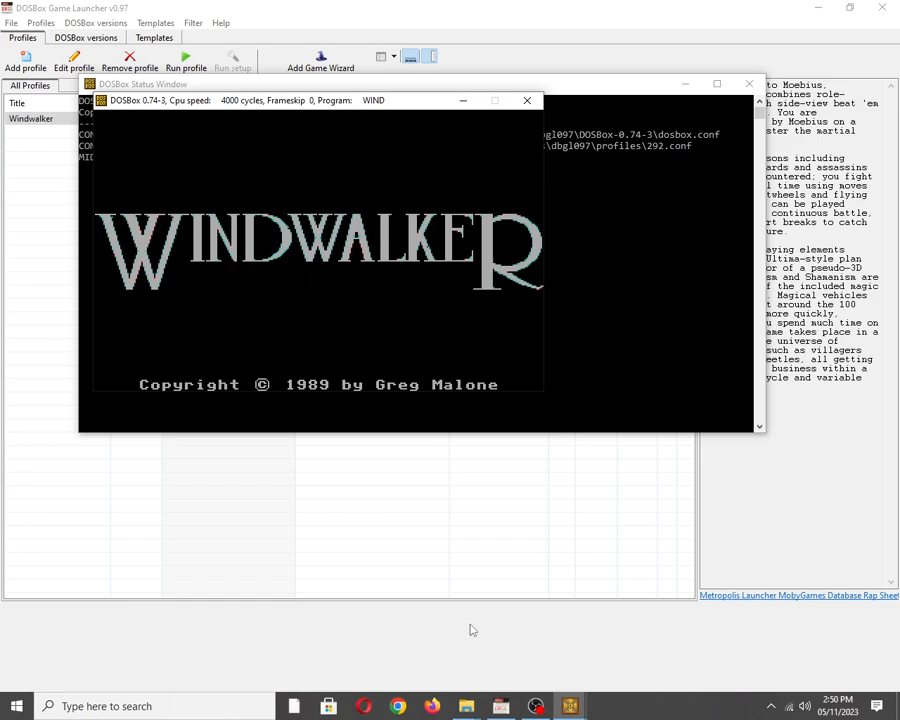 DOSBox Game Launcher v0.97
File Profiles DOSBox versions Templates Filter Help
Profiles DOSBox versions Templates
Add profile Edit profile Remove profile Run profile Run setup Add Game Wizard
All Profiles
Title
Windwalker
DOSBox Status Window
DOSBox 0.74-3, Cpu speed: 4000 cycles, Frameskip 0, Program: WIND
DOS
Cop
---
CON
CON
MID
bgl097\DOSBox-0.74-3\dosbox.conf
s\dbgl097\profiles\292.conf
WINDWALKER
Copyright © 1989 by Greg Malone
to Moebius,
combines role-
h side-view beat 'em
. You are
by Moebius on a
ster the martial
sons including
ards and assassins
countered; you fight
l time using moves
twheels and flying
can be played
continuous battle,
rt breaks to catch
ure.
aying elements
Ultima-style plan
or of a pseudo-3D
ism and Shamanism are
f the included magic
. Magical vehicles
t around the 100
more quickly,
u spend much time on
ame takes place in a
e universe of
such as villagers
eetles, all getting
business within a
ycle and variable
Metropolis Launcher MobyGames Database Rap Sheet
Type here to search
2:50 PM
05/11/2023